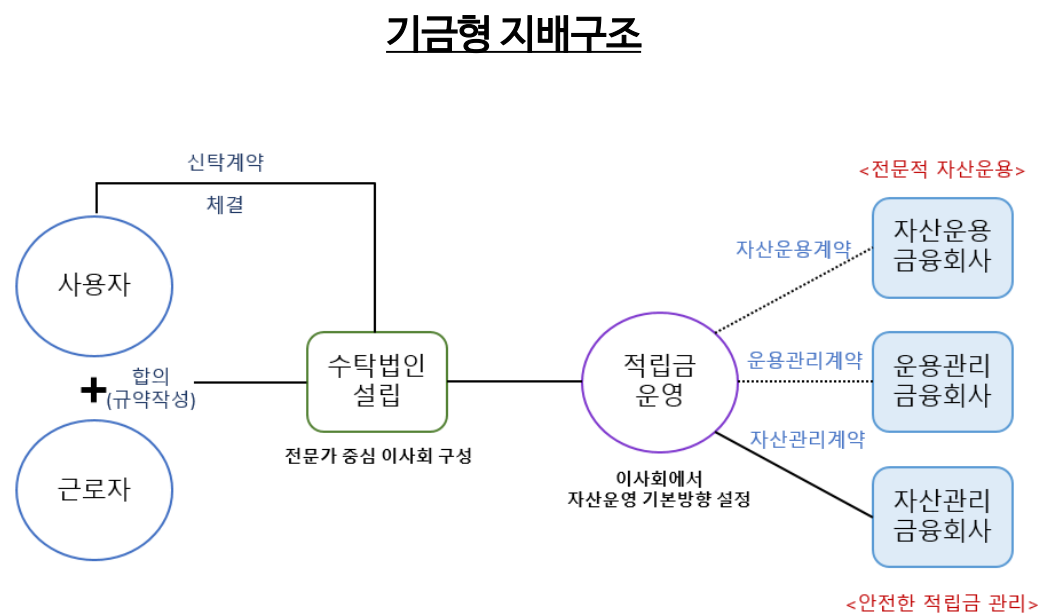 기금형 지배구조
신탁계약
체결
사용자
+
합의
(규약작성)
근로자
수탁법인
설립
전문가 중심 이사회 구성
적립금
운영
이사회에서
자산운영 기본방향 설정
<전문적 자산운용>
자산운용계약
자산운용
금융회사
운용관리계약
운용관리
금융회사
자산관리계약
자산관리
금융회사
<안전한 적립금 관리>